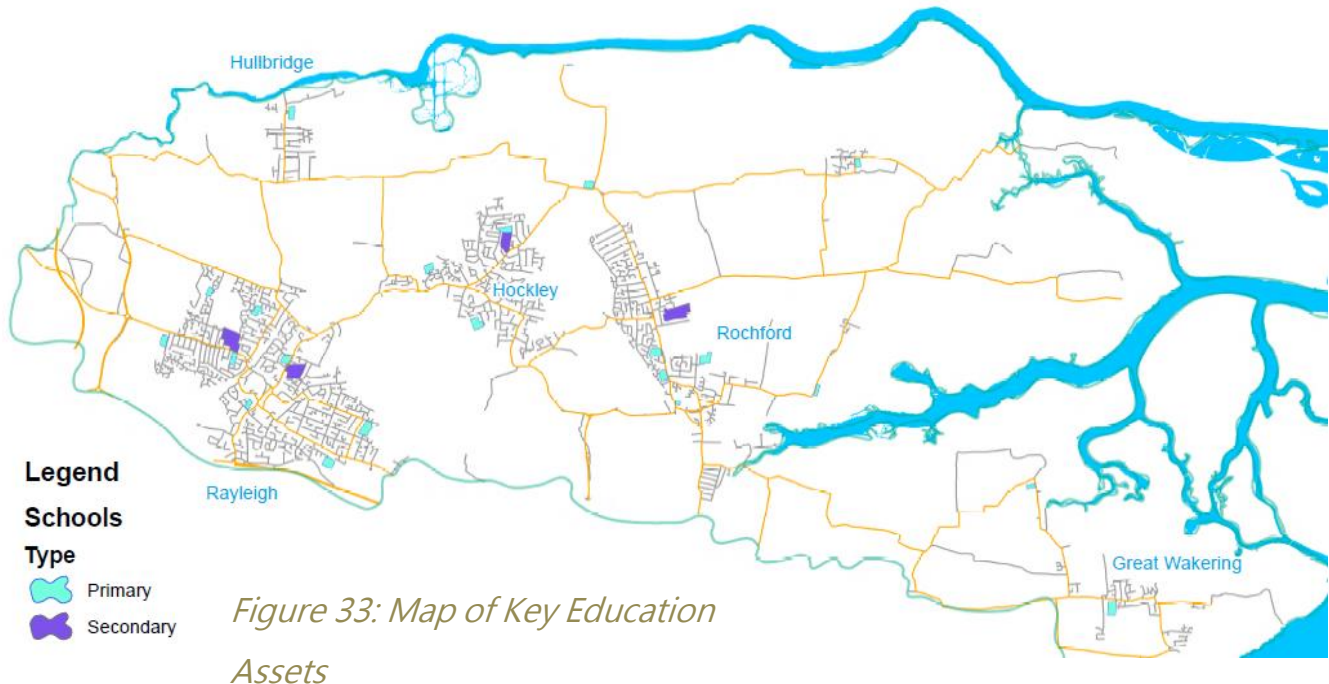 Hullbridge
Hockley
Rochford
Rayleigh
Great Wakering
Legend
Schools
Type
Primary
Secondary
Figure 33: Map of Key Education
Assets